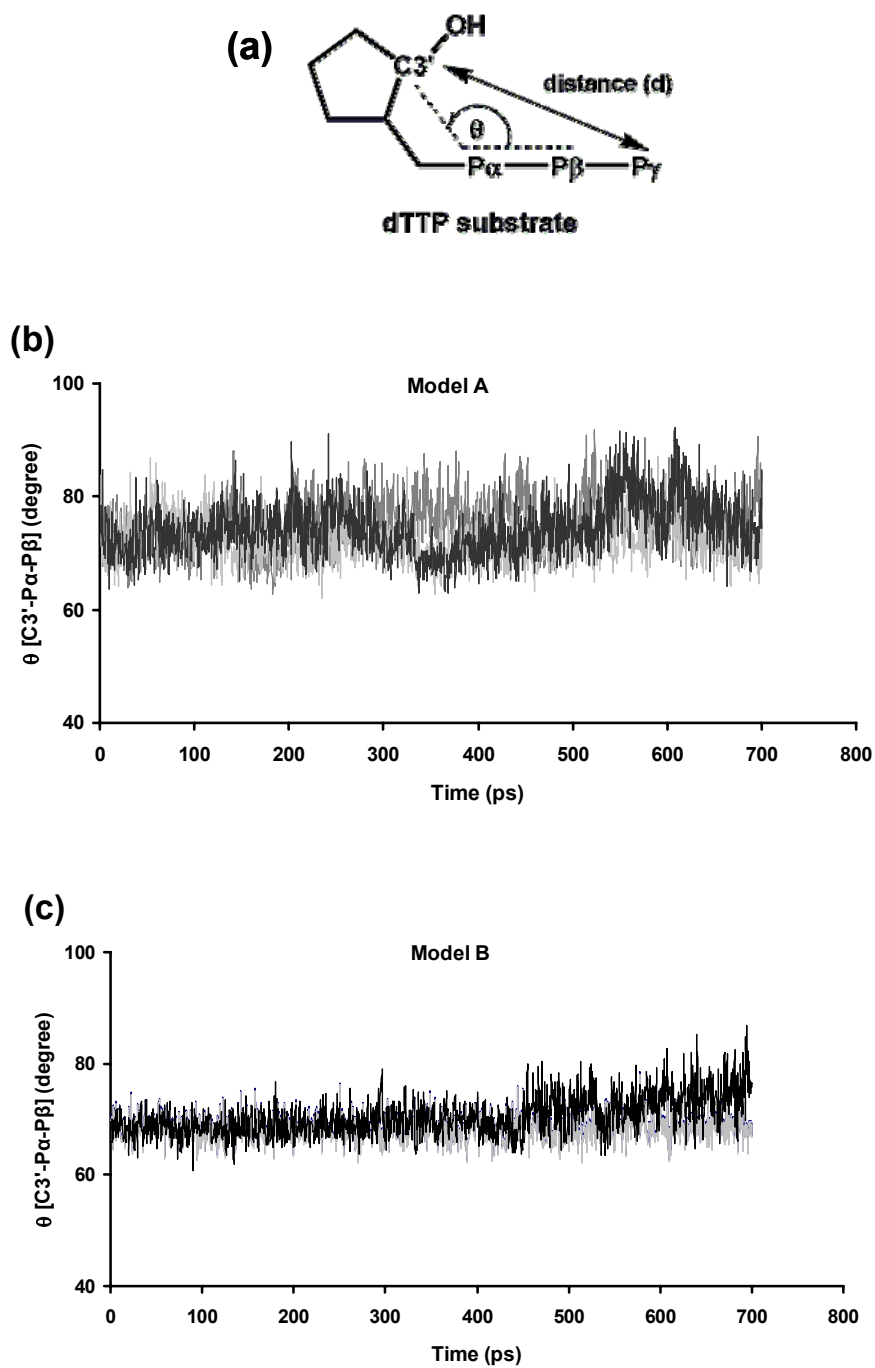 (a)
OH
C3'
distance (d)
θ
Pα
Pβ
Pγ
dTTP substrate
(b)
Model A
θ [C3'-Pα-Pβ] (degree)
100
80
60
40
0 100 200 300 400 500 600 700 800
Time (ps)
(c)
Model B
θ [C3'-Pα-Pβ] (degree)
100
80
60
40
0 100 200 300 400 500 600 700 800
Time (ps)